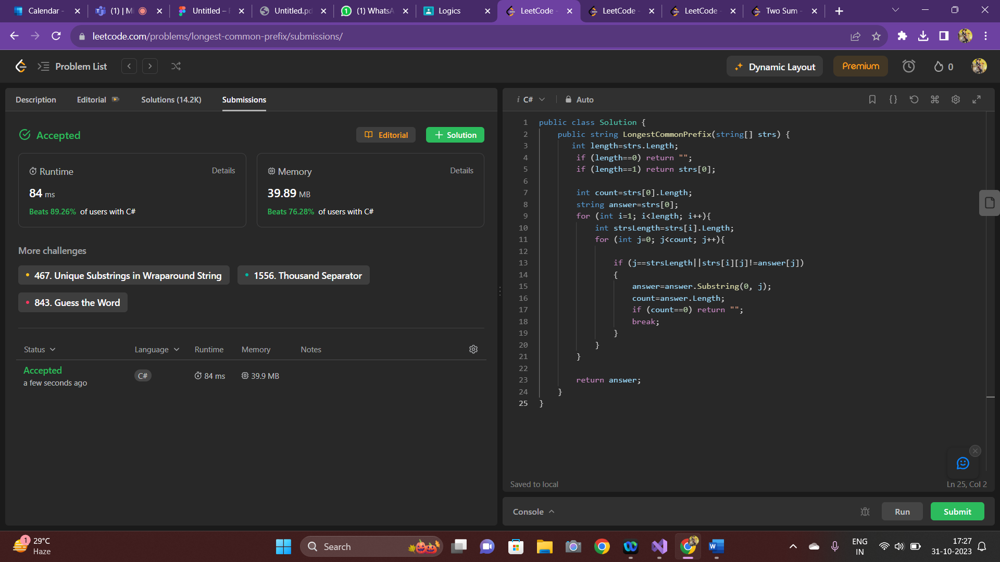 Calendar -
(1) | Mi
Untitled –
Untitled.pd
(1) WhatsA
Logics
LeetCode -
LeetCode -
LeetCode -
Two Sum -
leetcode.com/problems/longest-common-prefix/submissions/
Problem List
Dynamic Layout
Premium
0
Description
Editorial
Solutions (14.2K)
Submissions
Accepted
Editorial
+ Solution
Runtime
Details
84 ms
Beats 89.26% of users with C#
Memory
Details
39.89 MB
Beats 76.28% of users with C#
More challenges
467. Unique Substrings in Wraparound String
1556. Thousand Separator
843. Guess the Word
Status
Language
Runtime
Memory
Notes
Accepted
a few seconds ago
C#
84 ms
39.9 MB
i C#
Auto
1 public class Solution {
2 public string LongestCommonPrefix(string[] strs) {
3 int length=strs.Length;
4 if (length==0) return "";
5 if (length==1) return strs[0];
6
7 int count=strs[0].Length;
8 string answer=strs[0];
9 for (int i=1; i<length; i++){
10 int strsLength=strs[i].Length;
11 for (int j=0; j<count; j++){
12
13 if (j==strsLength||strs[i][j]!=answer[j])
14 {
15 answer=answer.Substring(0, j);
16 count=answer.Length;
17 if (count==0) return "";
18 break;
19 }
20 }
21 }
22
23 return answer;
24 }
25 }
Saved to local
Ln 25, Col 2
Console
Run
Submit
1
29°C
Haze
Search
ENG
IN
17:27
31-10-2023